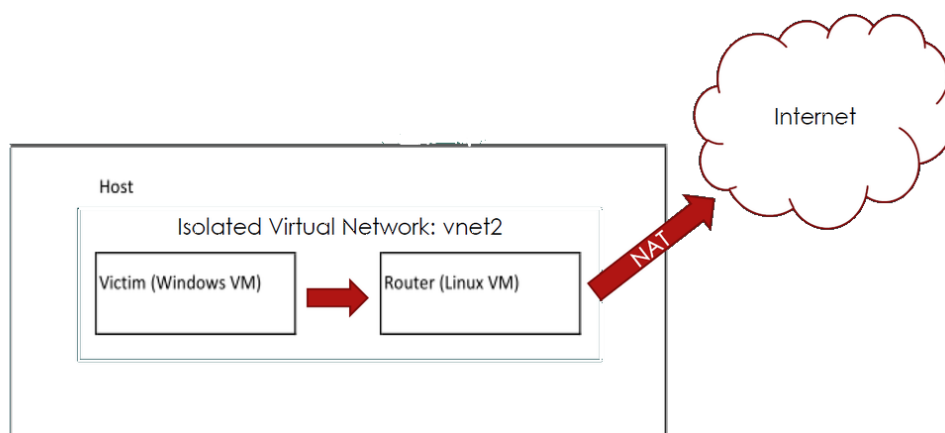 Internet
Host
Isolated Virtual Network: vnet2
Victim (Windows VM)
Router (Linux VM)
NAT